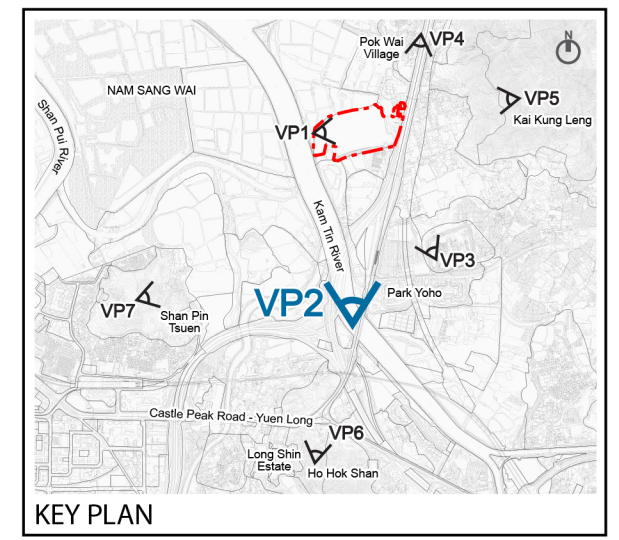 Pok Wai
Village
VP4
N
NAM SANG WAI
VP5
Kai Kung Leng
Shan Pui River
VP1
Kam Tin River
VP3
VP2
Park Yoho
VP7
Shan Pin
Tsuen
Castle Peak Road - Yuen Long
VP6
Long Shin
Estate
Ho Hok Shan
KEY PLAN